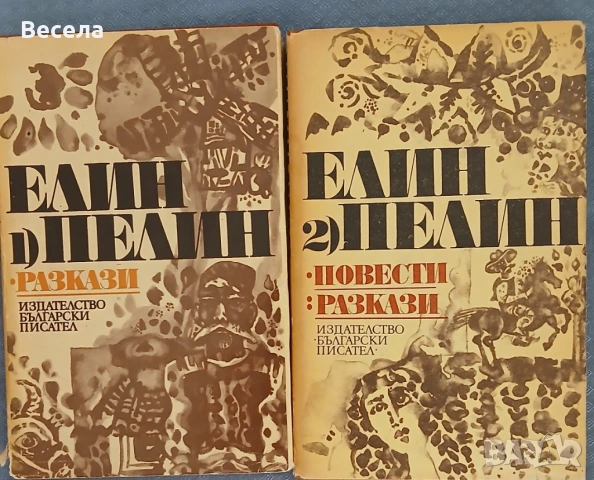 Весела
ЕЛИН
1) ПЕЛИН
·РАЗКАЗИ
ИЗДАТЕЛСТВО
БЪЛГАРСКИ
ПИСАТЕЛ
ЕЛИН
2) ПЕЛИН
·ПОВЕСТИ
:РАЗКАЗИ
ИЗДАТЕЛСТВО
·БЪЛГАРСКИ
ПИСАТЕЛ·